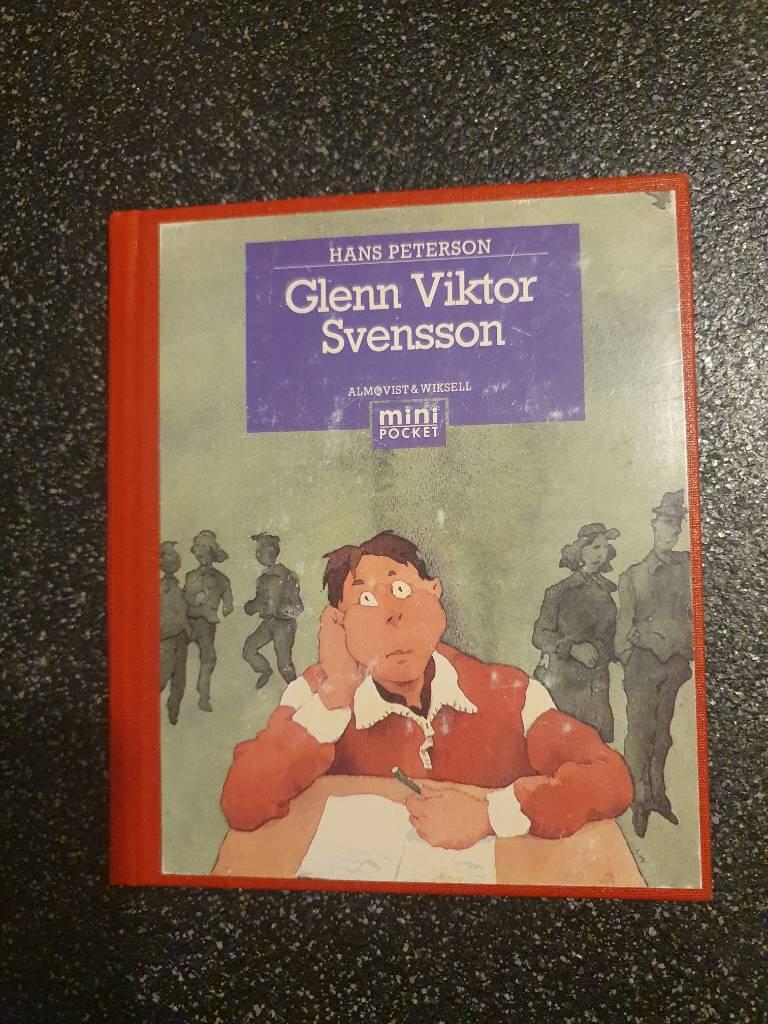 HANS PETERSON
Glenn Viktor
Svensson
ALMQVIST & WIKSELL
mini
POCKET